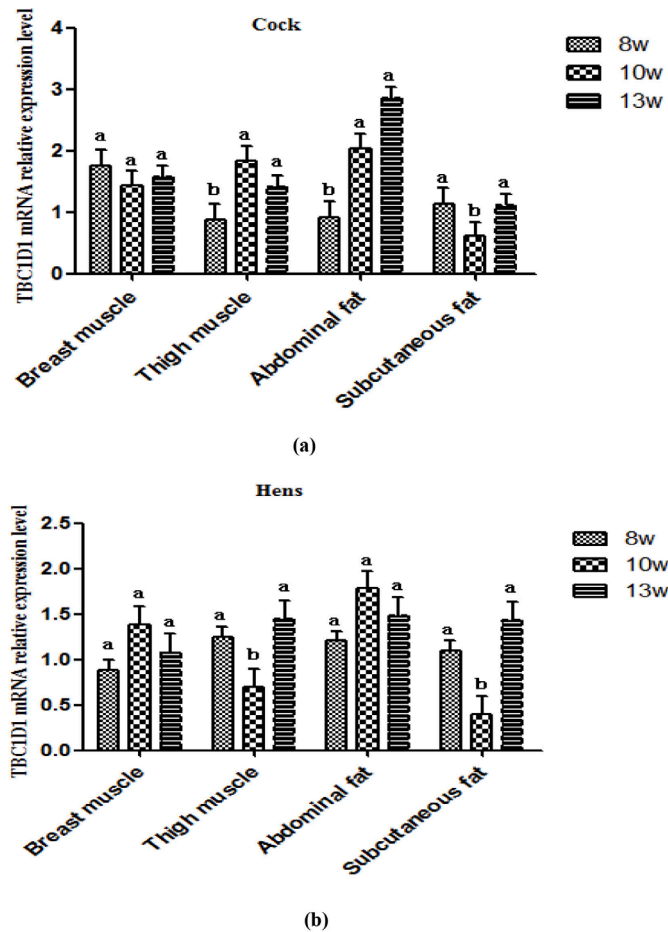 Cock
TBC1D1 mRNA relative expression level
4
3
2
1
0
a a a
b a a
b a a
a b a
8w
10w
13w
Breast muscle
Thigh muscle
Abdominal fat
Subcutaneous fat
(a)
Hens
TBC1D1 mRNA relative expression level
2.5
2.0
1.5
1.0
0.5
0.0
a a a
a b a
a a a
a b a
8w
10w
13w
Breast muscle
Thigh muscle
Abdominal fat
Subcutaneous fat
(b)